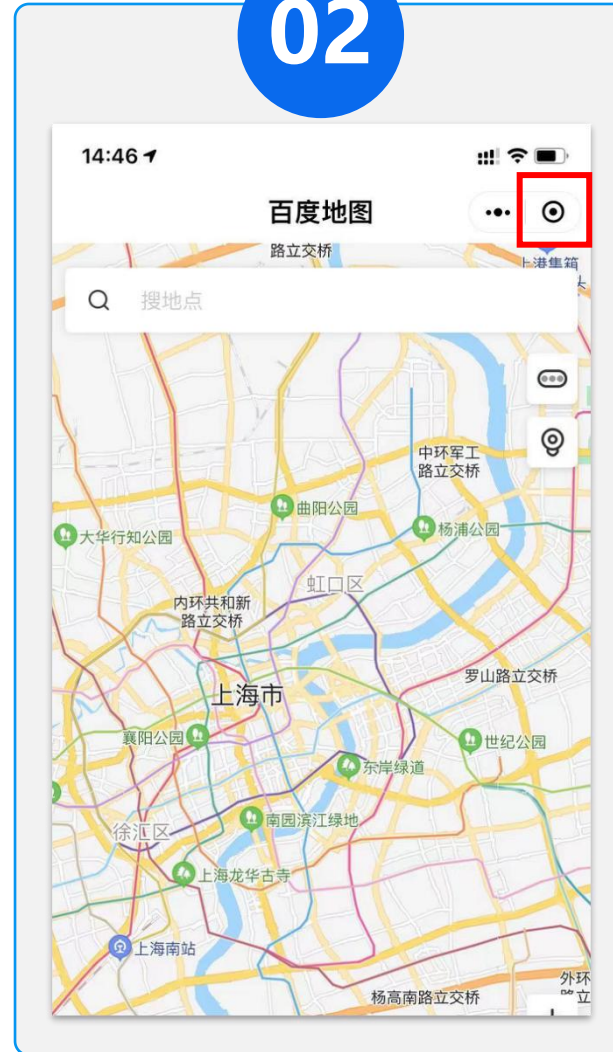 02
14:46
百度地图
路立交桥
上港集箱
搜地点
中环军工
路立交桥
曲阳公园
大华行知公园
杨浦公园
虹口区
内环共和新
路立交桥
罗山路立交桥
上海市
襄阳公园
世纪公园
东岸绿道
南园滨江绿地
徐汇区
上海龙华古寺
上海南站
外环
杨高南路立交桥